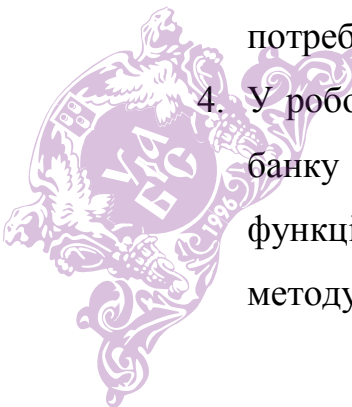 потреб
4. У робо
банку
функці
методу
УАБС
1996